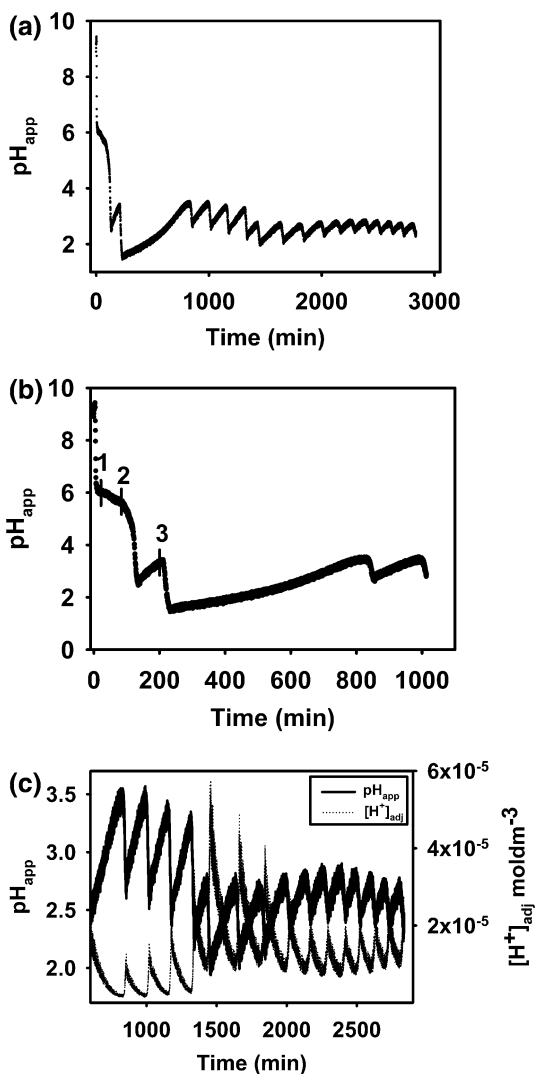 (a)
10
8
6
4
2
pHapp
0 1000 2000 3000
Time (min)
(b)
10
8
6
4
2
0
pHapp
1
2
3
0 200 400 600 800 1000
Time (min)
(c)
3.5
3.0
2.5
2.0
pHapp
pHapp
[H+]adj
6x10-5
4x10-5
2x10-5
[H+]adj moldm-3
1000 1500 2000 2500
Time (min)